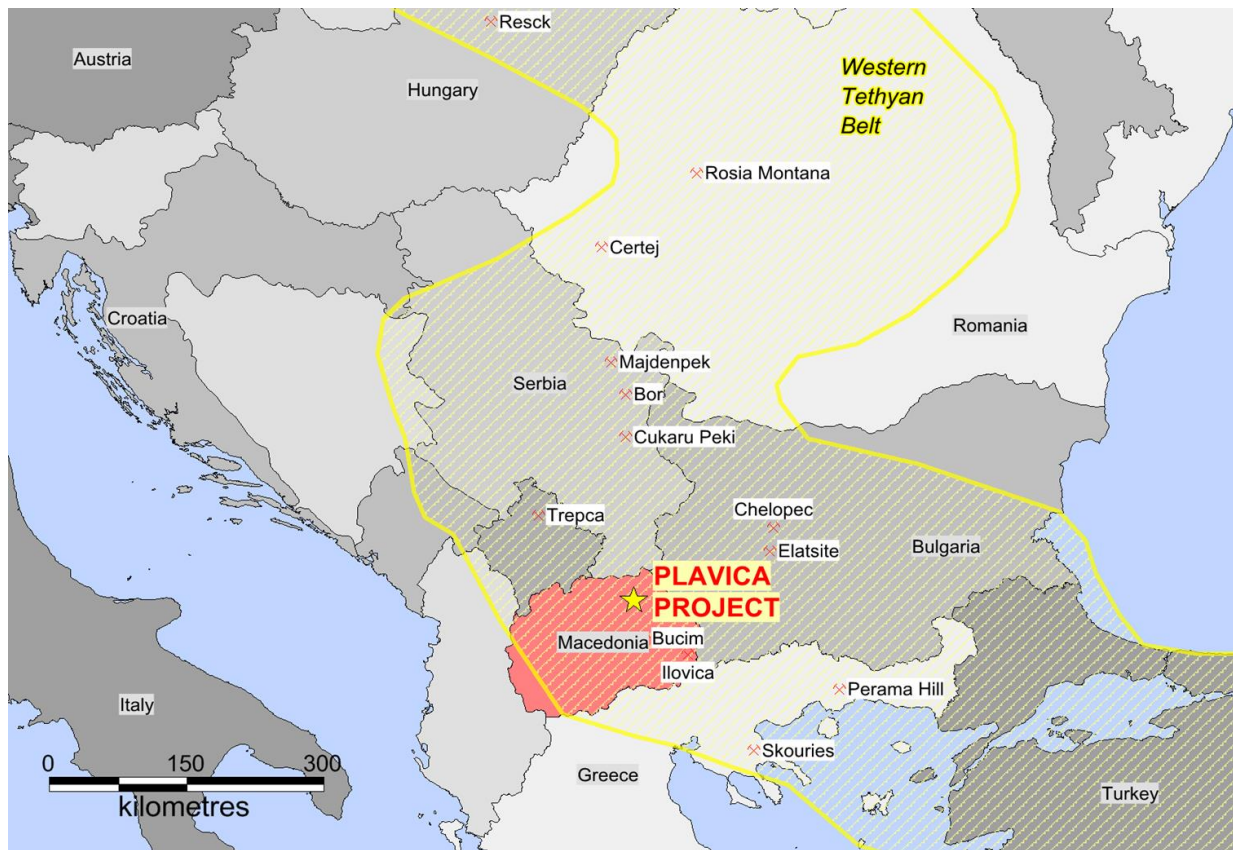 Resck
Austria
Western
Tethyan
Belt
Hungary
Rosia Montana
Certej
Croatia
Romania
Majdenpek
Serbia
Bor
Cukaru Peki
Chelopec
Trepca
Elatsite
Bulgaria
PLAVICA
PROJECT
Macedonia
Bucim
Ilovica
Perama Hill
Italy
Skouries
0 150 300
Greece
Turkey
kilometres